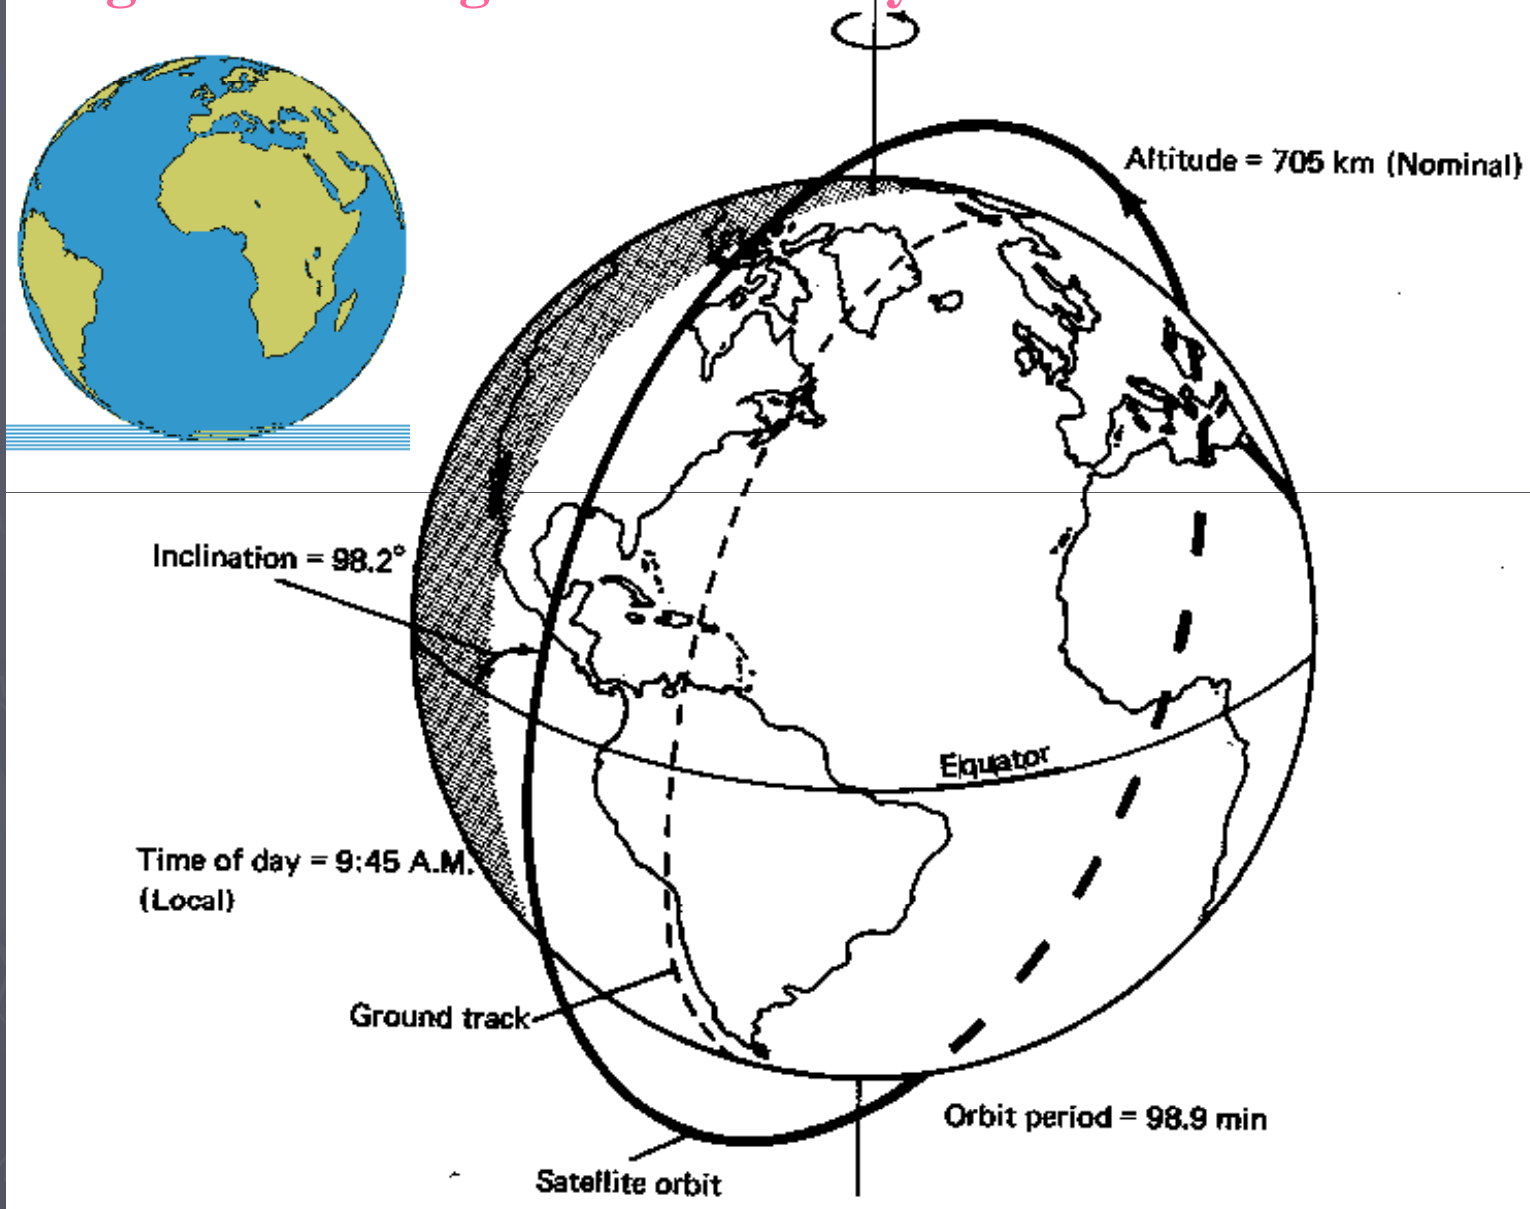 Altitude = 705 km (Nominal)
Inclination = 98.2°
Equator
Time of day = 9:45 A.M.
(Local)
Ground track
Orbit period = 98.9 min
Satellite orbit